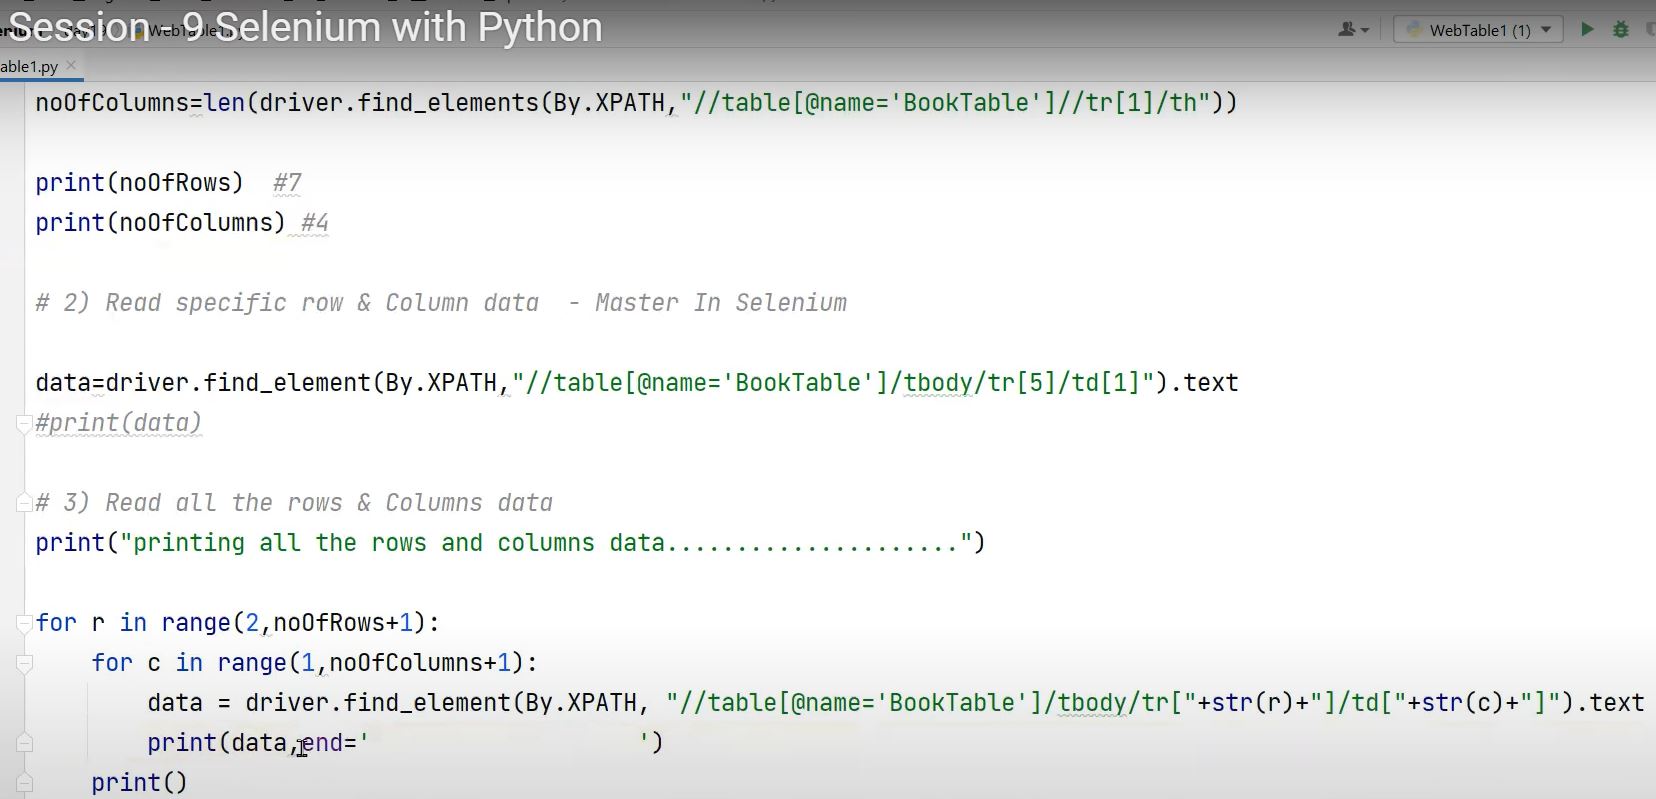 Session - 9 Selenium with Python
WebTable1 (1)
able1.py
noOfColumns=len(driver.find_elements(By.XPATH,"//table[@name='BookTable']//tr[1]/th"))
print(noOfRows)  #7
print(noOfColumns) #4
# 2) Read specific row & Column data  - Master In Selenium
data=driver.find_element(By.XPATH,"//table[@name='BookTable']/tbody/tr[5]/td[1]").text
#print(data)
# 3) Read all the rows & Columns data
print("printing all the rows and columns data.....................")
for r in range(2,noOfRows+1):
    for c in range(1,noOfColumns+1):
        data = driver.find_element(By.XPATH, "//table[@name='BookTable']/tbody/tr["+str(r)+"]/td["+str(c)+"]").text
        print(data,end='                    ')
    print()